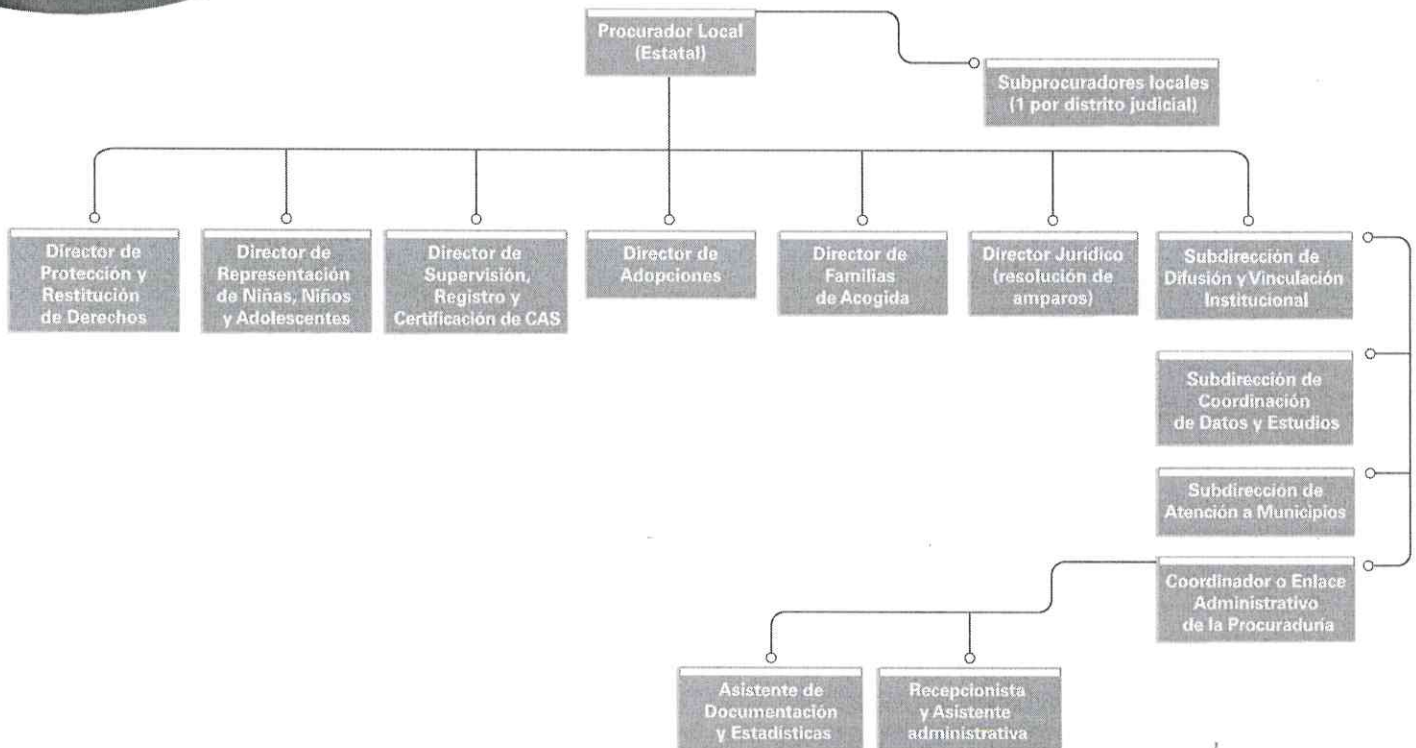 Procurador Local
(Estatal)
Subprocuradores locales
(1 por distrito judicial)
Director de
Protección y
Restitución
de Derechos
Director de
Representación
de Niñas, Niños
y Adolescentes
Director de
Supervisión,
Registro y
Certificación de CAS
Director de
Adopciones
Director de
Familias
de Acogida
Director Jurídico
(resolución de
amparos)
Subdirección de
Difusión y Vinculación
Institucional
Subdirección de
Coordinación
de Datos y Estudios
Subdirección de
Atención a Municipios
Coordinador o Enlace
Administrativo
de la Procuraduría
Asistente de
Documentación
y Estadísticas
Recepcionista
y Asistente
administrativa